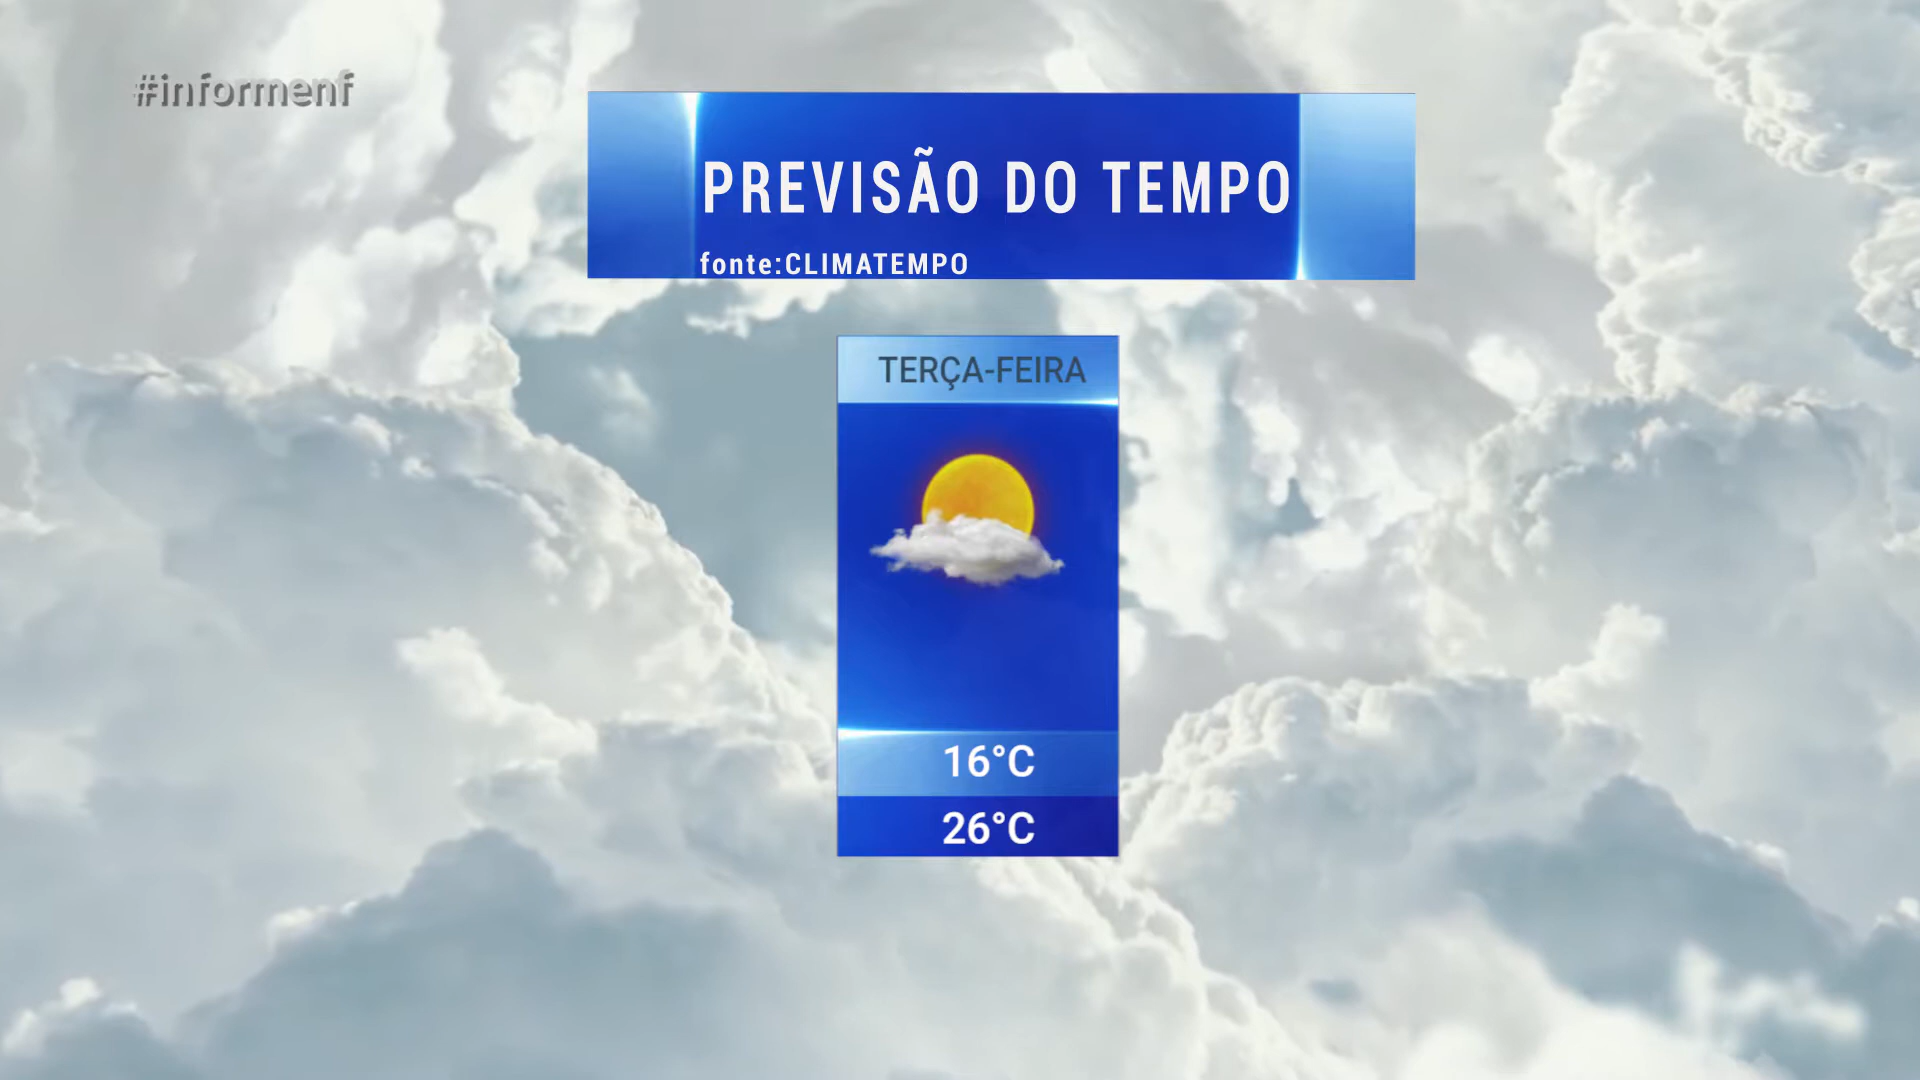 #informenf
PREVISÃO DO TEMPO
fonte:CLIMATEMPO
TERÇA-FEIRA
16°C
26°C